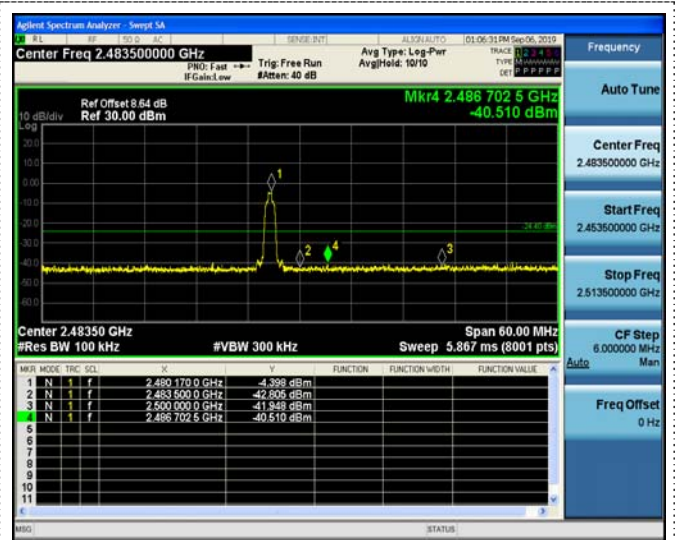 Agilent Spectrum Analyzer - Swept SA
RL RF 50 Ω AC SENSE:INT ALIGN AUTO 01:06:31 PM Sep 06, 2019
Center Freq 2.483500000 GHz
PNO: Fast Trig: Free Run
IFGain:Low #Atten: 40 dB
Avg Type: Log-Pwr
Avg|Hold: 10/10
TRACE 1 2 3 4 5 6
TYPE M
DET P P P P P P
Mkr4 2.486 702 5 GHz
-40.510 dBm
Ref Offset 8.64 dB
10 dB/div Ref 30.00 dBm
Log
20.0
10.0
0.00
-10.0
-20.0
-30.0
-40.0
-50.0
-60.0
1
2
4
3
-24.40 dBm
Center 2.48350 GHz Span 60.00 MHz
#Res BW 100 kHz #VBW 300 kHz Sweep 5.867 ms (8001 pts)
MKR MODE TRC SCL X Y FUNCTION FUNCTION WIDTH FUNCTION VALUE
1 N 1 f 2.480 170 0 GHz -4.398 dBm
2 N 1 f 2.483 500 0 GHz -42.805 dBm
3 N 1 f 2.500 000 0 GHz -41.948 dBm
4 N 1 f 2.486 702 5 GHz -40.510 dBm
5
6
7
8
9
10
11
MSG STATUS
Frequency
Auto Tune
Center Freq
2.483500000 GHz
Start Freq
2.453500000 GHz
Stop Freq
2.513500000 GHz
CF Step
6.000000 MHz
Auto Man
Freq Offset
0 Hz